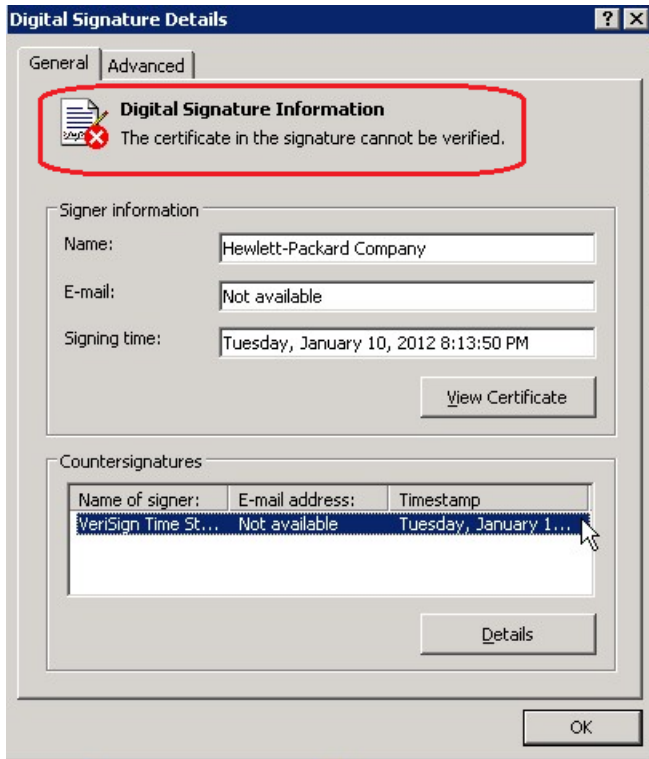 Digital Signature Details
General Advanced
Digital Signature Information
The certificate in the signature cannot be verified.
Signer information
Name: Hewlett-Packard Company
E-mail: Not available
Signing time: Tuesday, January 10, 2012 8:13:50 PM
View Certificate
Countersignatures
Name of signer: E-mail address: Timestamp
VeriSign Time St... Not available Tuesday, January 1...
Details
OK